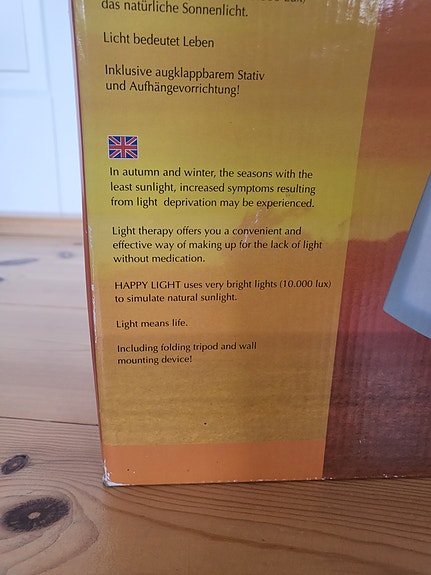 das natürliche Sonnenlicht.
Licht bedeutet Leben
Inklusive augklappbarem Stativ
und Aufhängevorrichtung!
In autumn and winter, the seasons with the
least sunlight, increased symptoms resulting
from light deprivation may be experienced.
Light therapy offers you a convenient and
effective way of making up for the lack of light
without medication.
HAPPY LIGHT uses very bright lights (10.000 lux)
to simulate natural sunlight.
Light means life.
Including folding tripod and wall
mounting device!